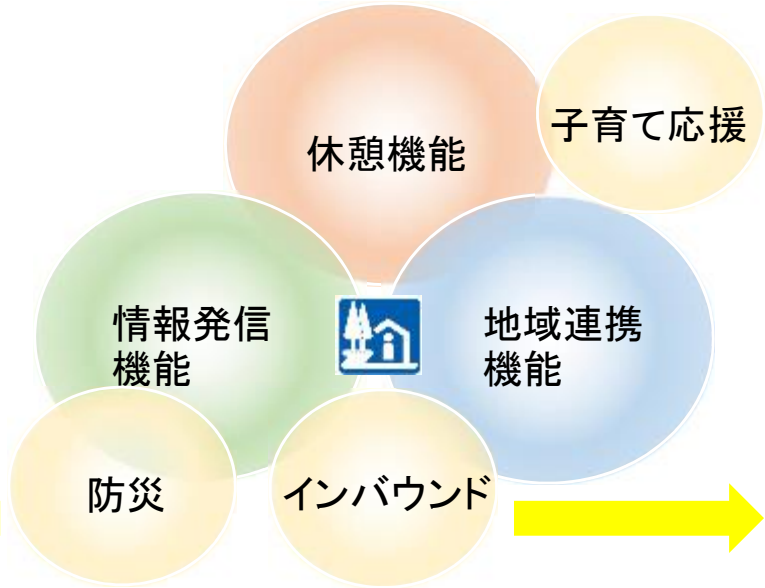 休憩機能
子育て応援
情報発信
機能
地域連携
機能
防災
インバウンド